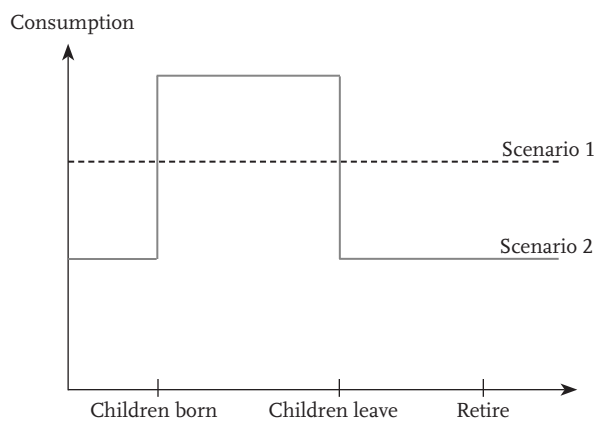 Consumption
Scenario 1
Scenario 2
Children born
Children leave
Retire